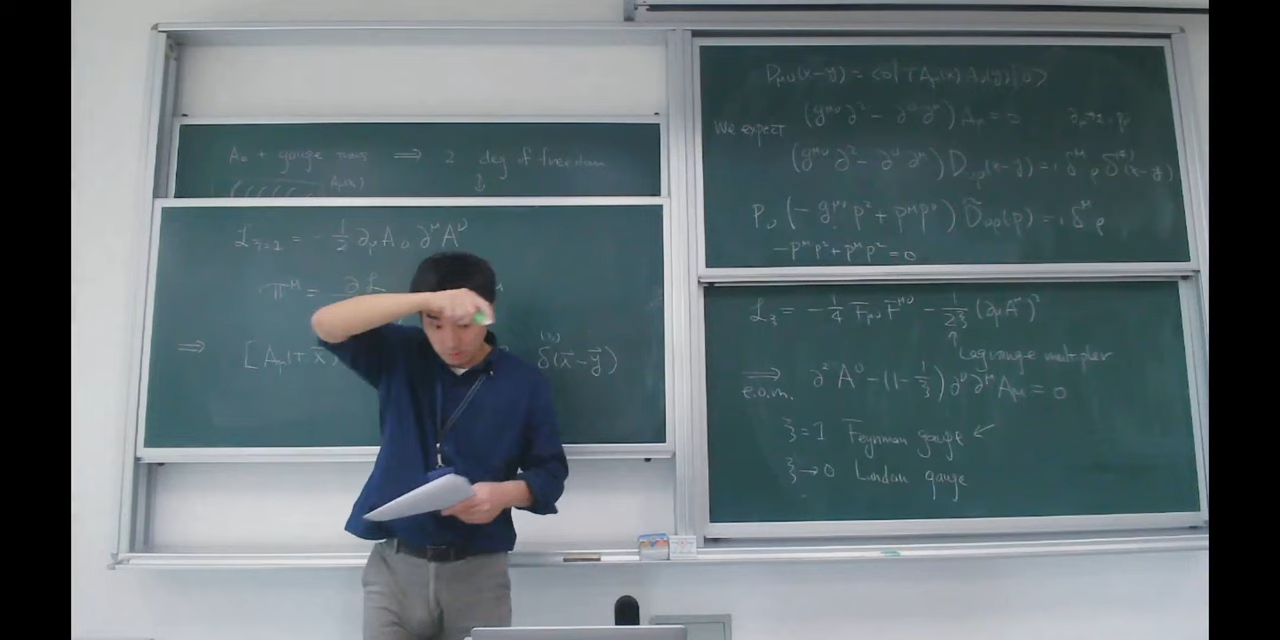 A₀ + gauge trans ⟹ 2 deg of freedom
A_μ(x)
ℒ_{ξ=1} = -1/2 ∂_μ A_ν ∂^μ A^ν
π^μ = ∂ℒ
⟹ [A_μ(t, x⃗) δ^{(3)}(x⃗-y⃗)
D_{μν}(x-y) = <0|T A_μ(x) A_ν(y)|0>
(g^{μν} ∂² - ∂^ν ∂^μ) A_μ = 0
We expect
(g^{μν} ∂² - ∂^ν ∂^μ) D_{νρ}(x-y) = i δ^μ_ρ δ^{(4)}(x-y)
P_ν (-g^{μν} p² + p^μ p^ν) D̃_{νρ}(p) = i δ^μ_ρ
-p^μ p² + p^μ p² = 0
ℒ_ξ = -1/4 F_{μν} F^{μν} - 1/2ξ (∂_μ A^μ)²
↑
Lagrange multiplier
⟹ ∂² A^ν - (1 - 1/ξ) ∂^ν ∂^μ A_μ = 0
e.o.m.
ξ = 1 Feynman gauge ↙
ξ → 0 Landau gauge